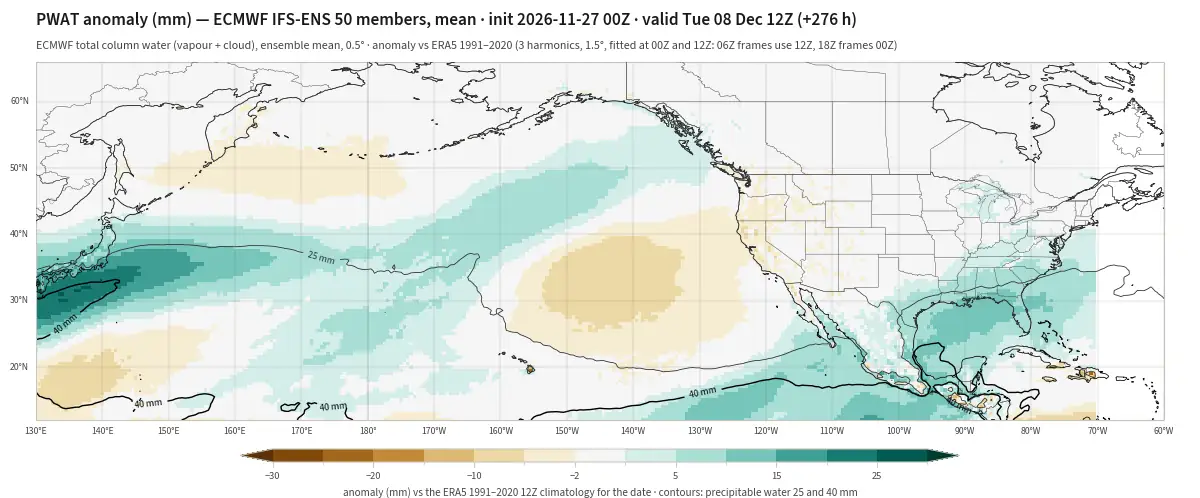 PWAT anomaly (mm) — ECMWF IFS-ENS 50 members, mean · init 2026-11-27 00Z · valid Tue 08 Dec 12Z (+276 h)
ECMWF total column water (vapour + cloud), ensemble mean, 0.5° · anomaly vs ERA5 1991–2020 (3 harmonics, 1.5°, fitted at 00Z and 12Z: 06Z frames use 12Z, 18Z frames 00Z)
60°N
50°N
40°N
25 mm
30°N
40 mm
20°N
40 mm
40 mm
40 mm
130°E 140°E 150°E 160°E 170°E 180° 170°W 160°W 150°W 140°W 130°W 120°W 110°W 100°W 90°W 80°W 70°W 60°W
−30 −20 −10 −2 5 15 25
anomaly (mm) vs the ERA5 1991–2020 12Z climatology for the date · contours: precipitable water 25 and 40 mm